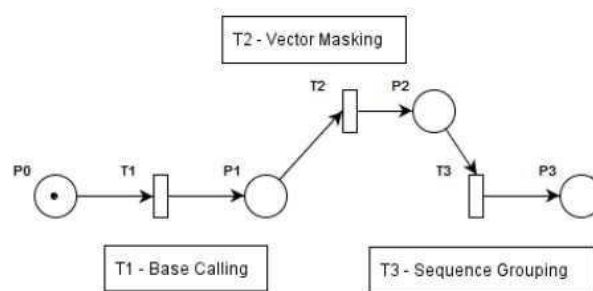 T2 - Vector Masking
T2
P2
P0
T1
P1
T3
P3
T1 - Base Calling
T3 - Sequence Grouping